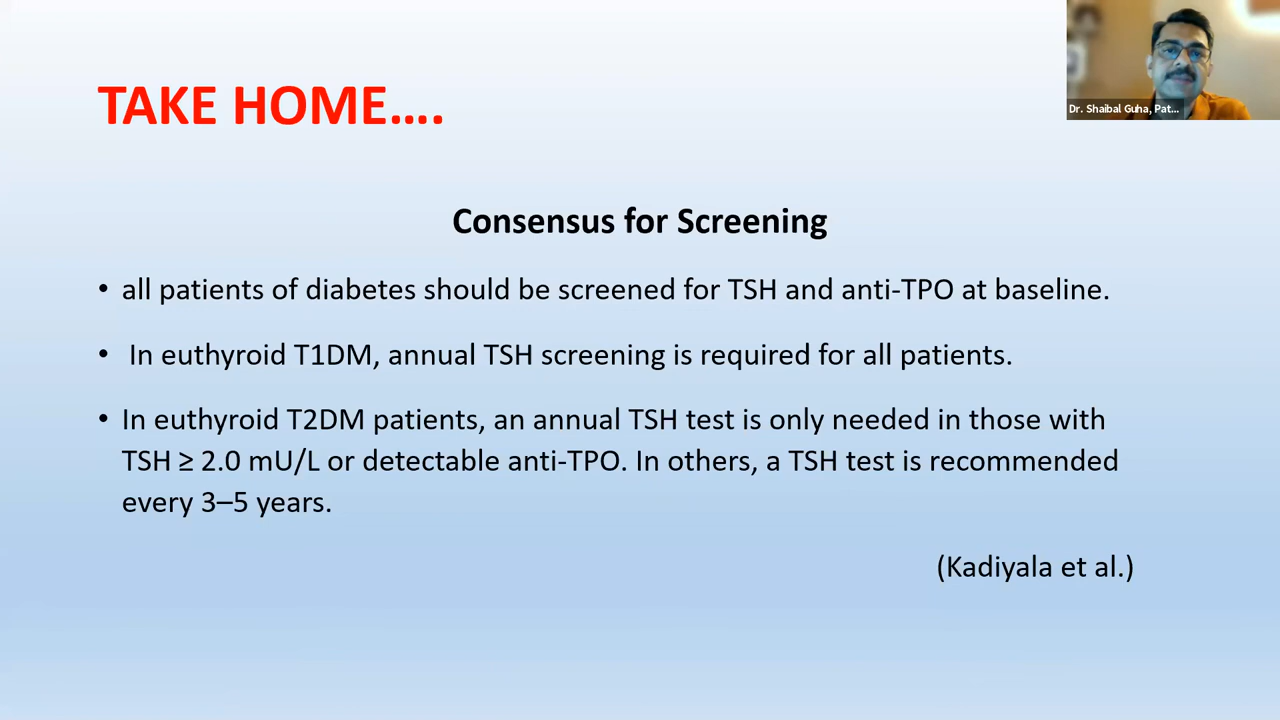 Dr. Shaibal Guha, Pat...
TAKE HOME....
Consensus for Screening
• all patients of diabetes should be screened for TSH and anti-TPO at baseline.
• In euthyroid T1DM, annual TSH screening is required for all patients.
• In euthyroid T2DM patients, an annual TSH test is only needed in those with
TSH ≥ 2.0 mU/L or detectable anti-TPO. In others, a TSH test is recommended
every 3–5 years.
(Kadiyala et al.)